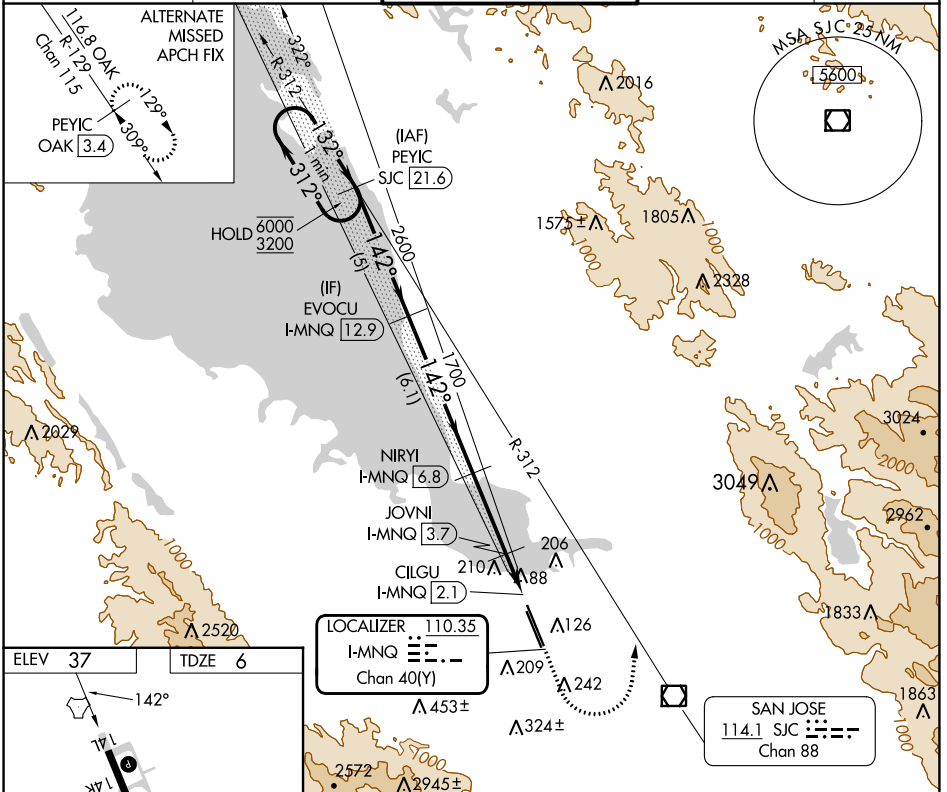 ALTERNATE
MISSED
APCH FIX
116.8 OAK
R-129
Chan 115
129°
309°
PEYIC
OAK 3.4
322°
R-312
132°
1 min
312°
HOLD 6000
3200
(IAF)
PEYIC
SJC 21.6
2600
142°
(5)
(IF)
EVOCU
I-MNQ 12.9
1700
142°
(6.1)
R-312
NIRYI
I-MNQ 6.8
JOVNI
I-MNQ 3.7
CILGU
I-MNQ 2.1
MSA SJC 25 NM
5600
2016
1575±
1805
1000
2328
2029
3024
2000
3049
2962
1000
1000
206
210
88
126
1833
2520
209
242
1863
453±
324±
1000
LOCALIZER 110.35
I-MNQ
Chan 40(Y)
SAN JOSE
114.1 SJC
Chan 88
ELEV 37
TDZE 6
142°
14L
14R
P
1000
2572
2945±